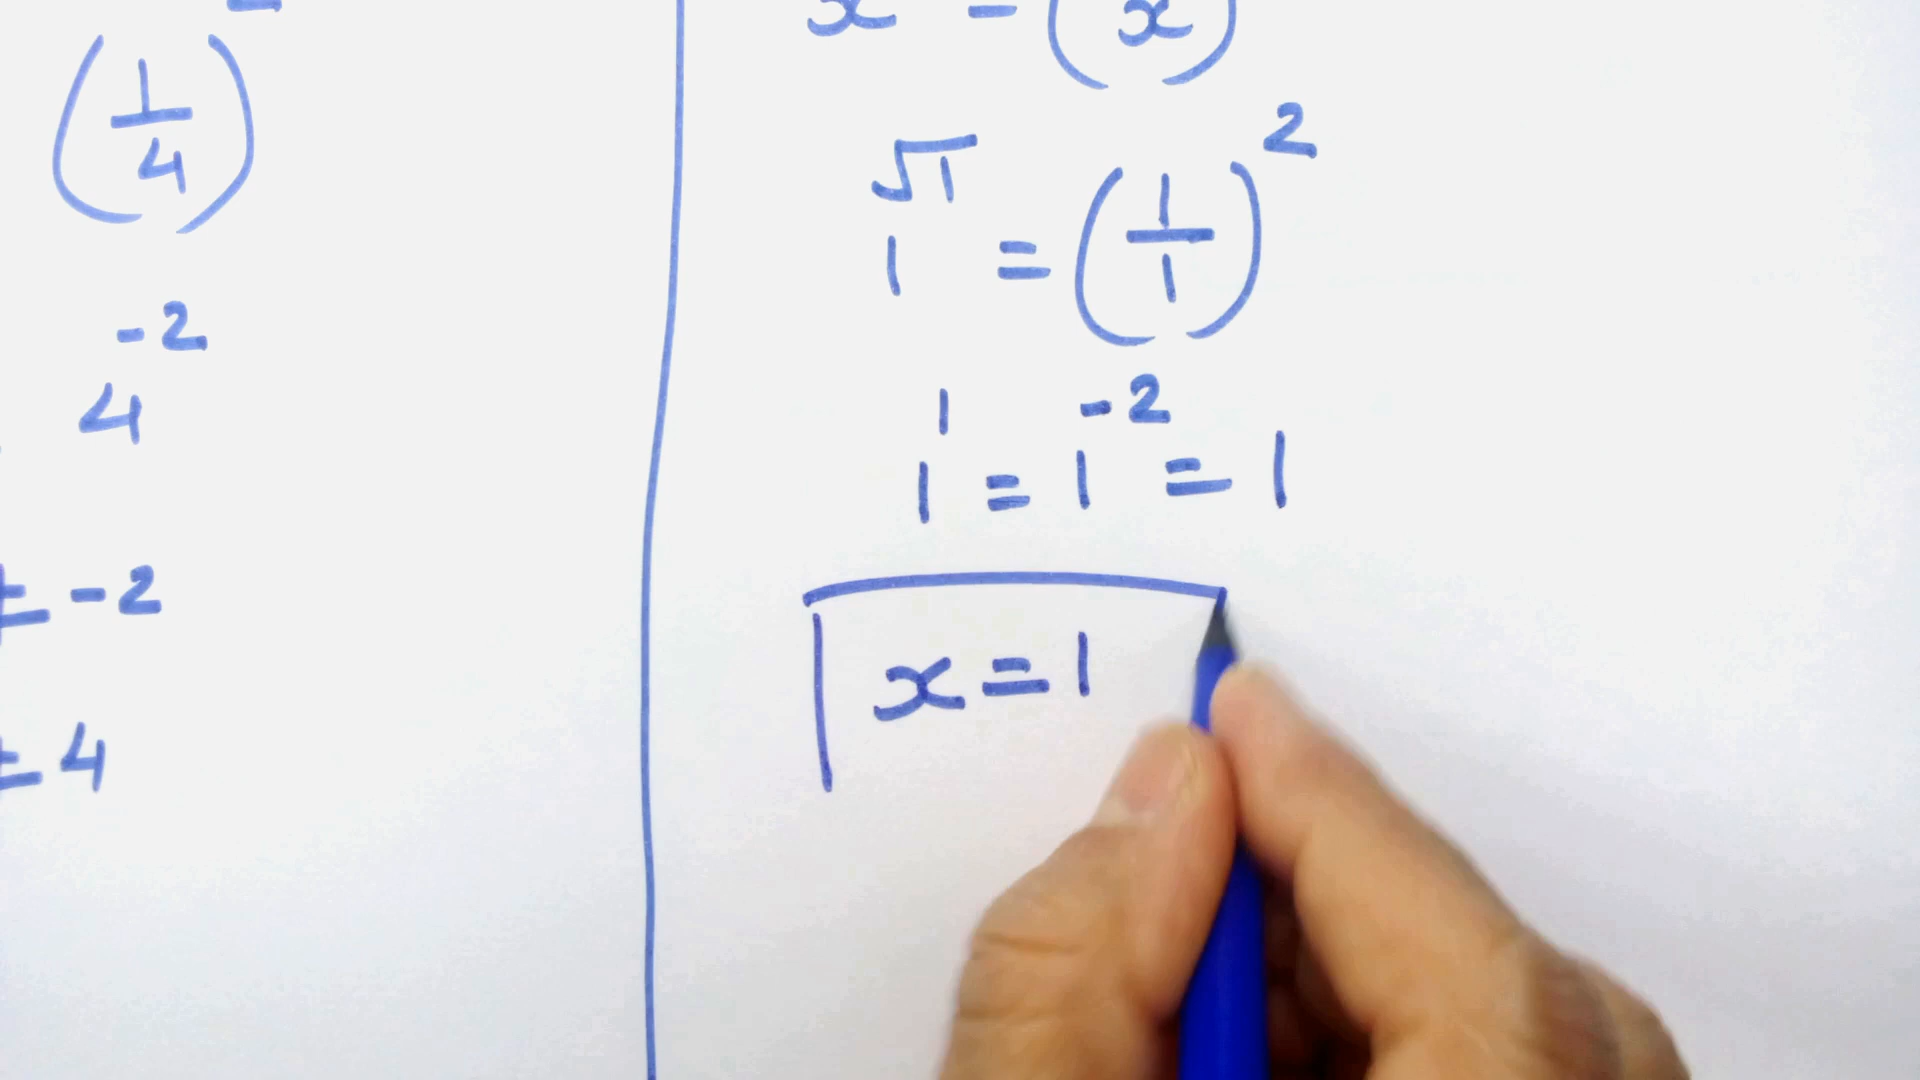 (1/4)
4^-2
= -2
= 4
x = (x)
1^√1 = (1/1)^2
1^1 = 1^-2 = 1
x = 1